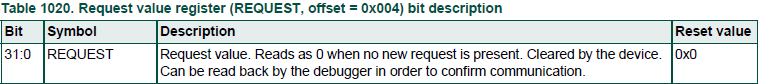 Table 1020. Request value register (REQUEST, offset = 0x004) bit description
Bit Symbol Description Reset value
31:0 REQUEST Request value. Reads as 0 when no new request is present. Cleared by the device. 0x0
Can be read back by the debugger in order to confirm communication.